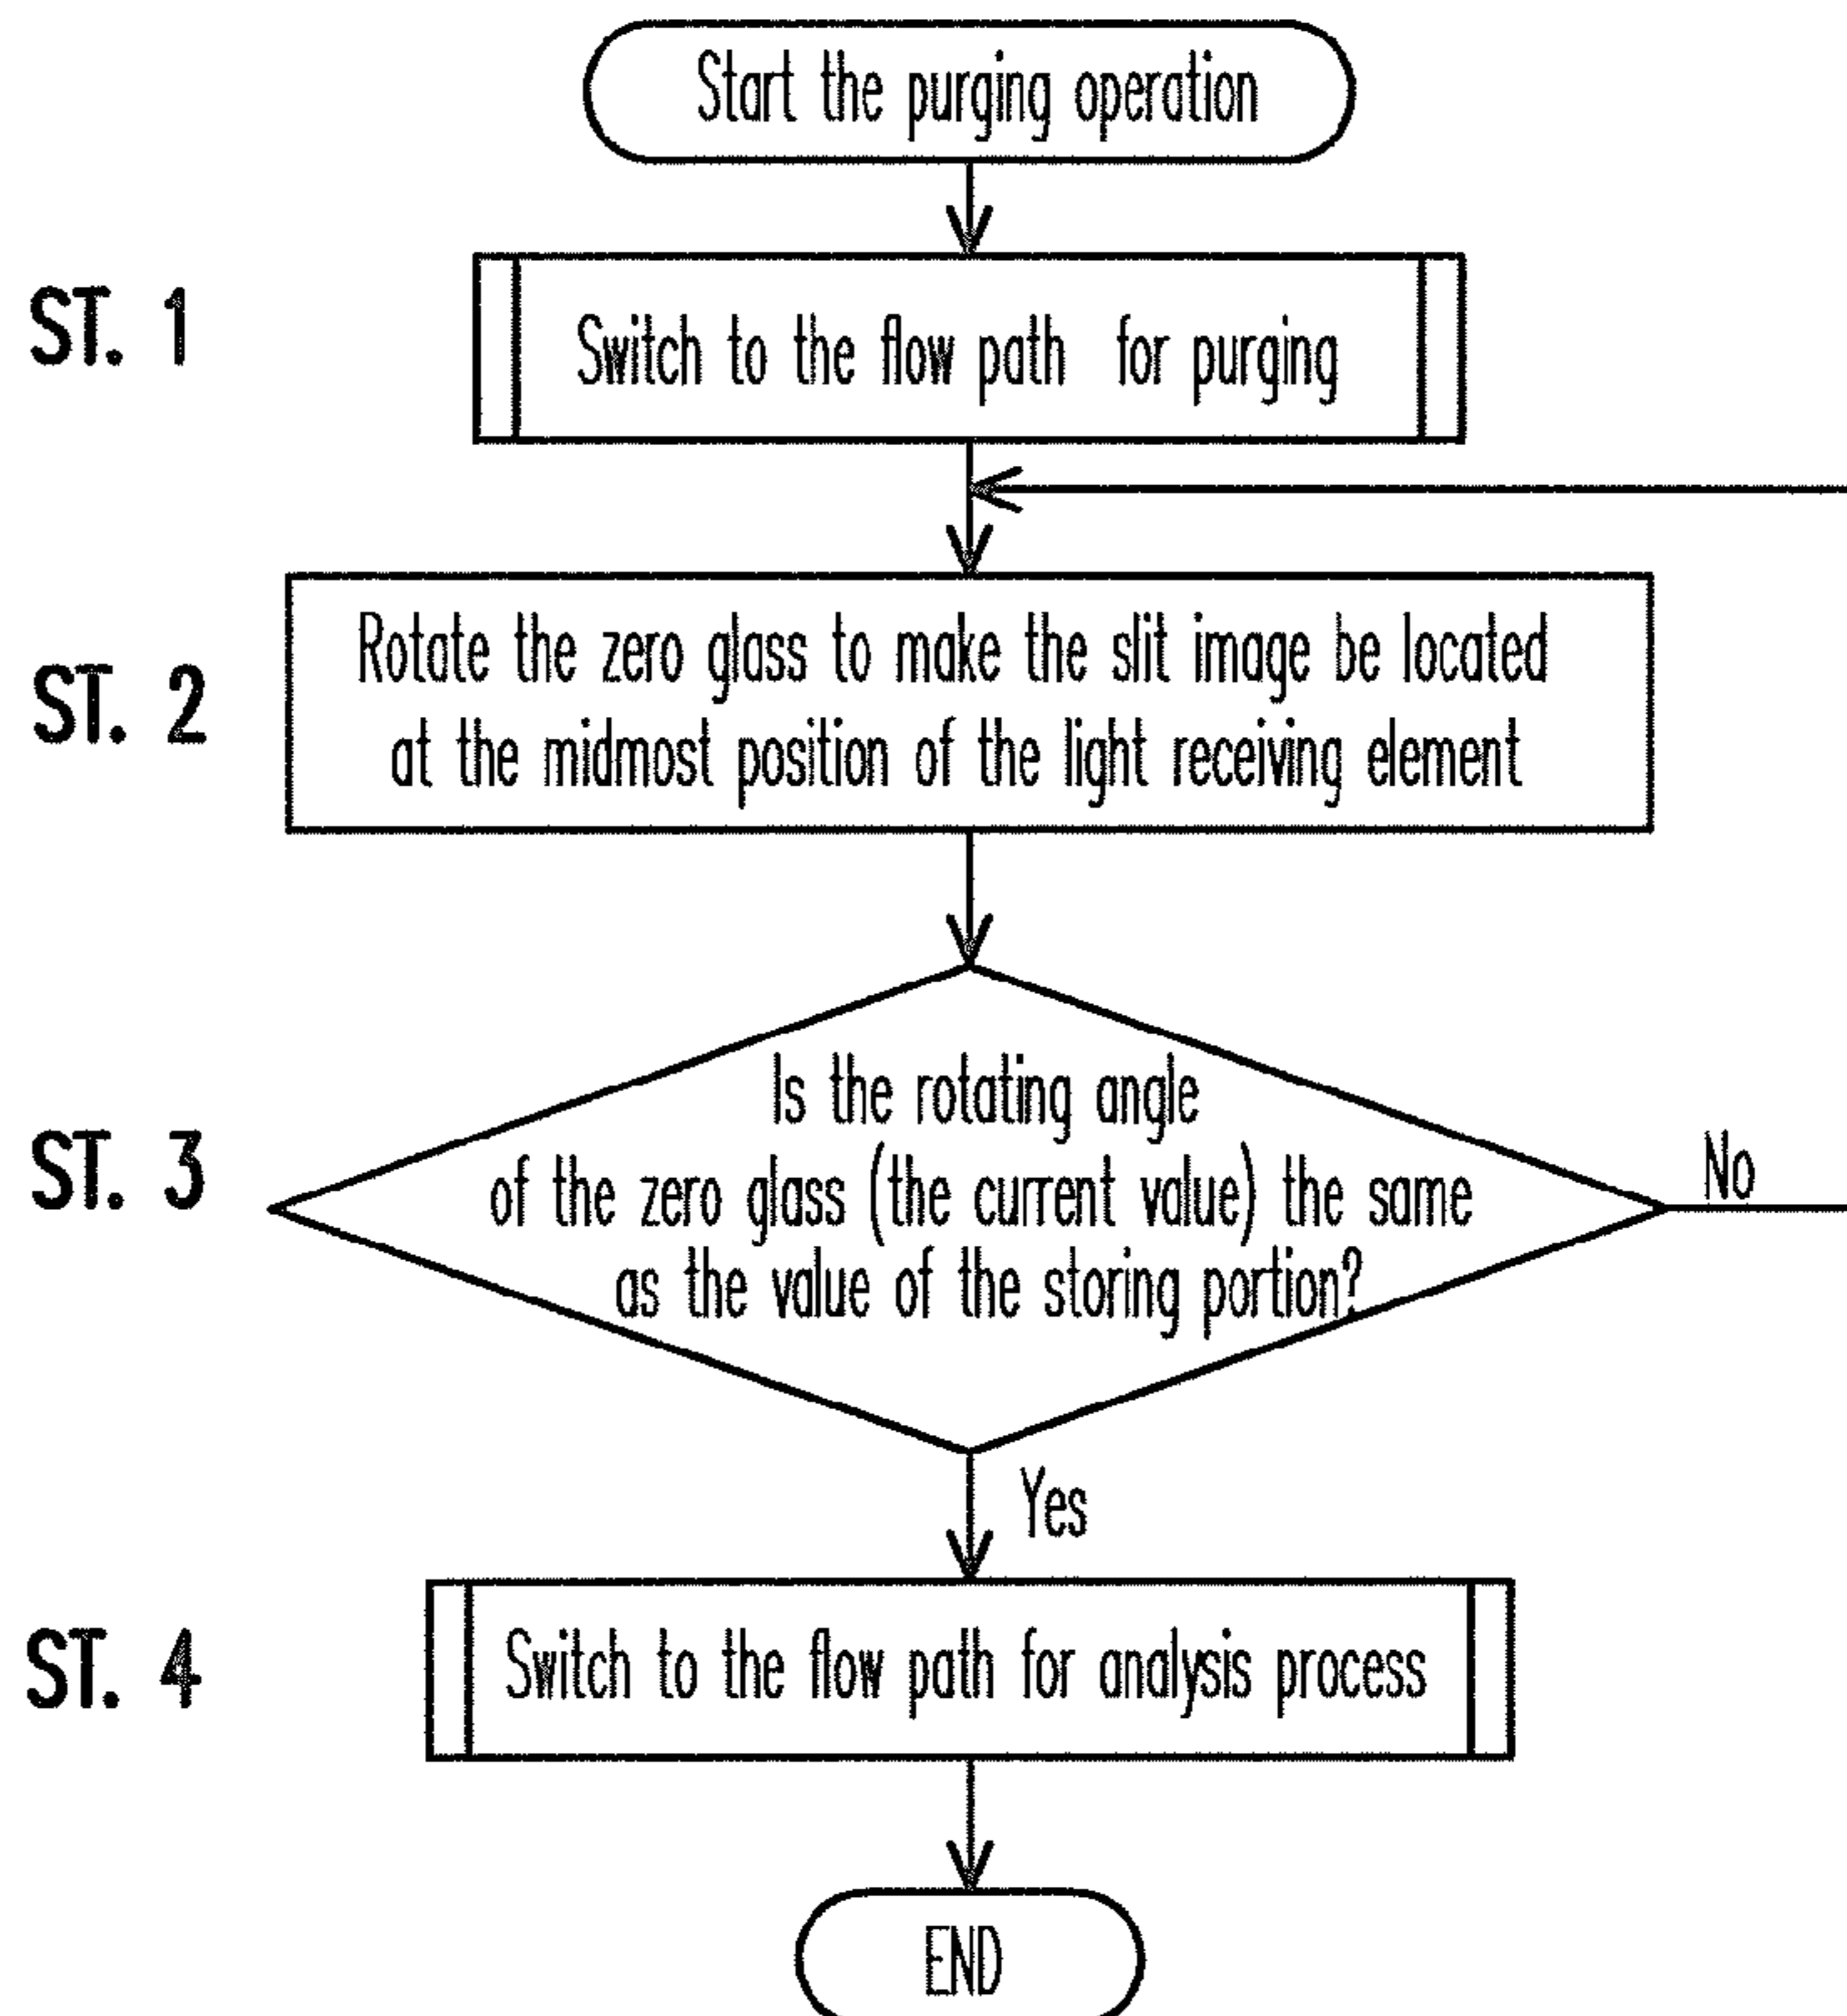 Start the purging operation
ST. 1
Switch to the flow path for purging
ST. 2
Rotate the zero glass to make the slit image be located
at the midmost position of the light receiving element
ST. 3
Is the rotating angle
of the zero glass (the current value) the same
as the value of the storing portion?
No
Yes
ST. 4
Switch to the flow path for analysis process
END